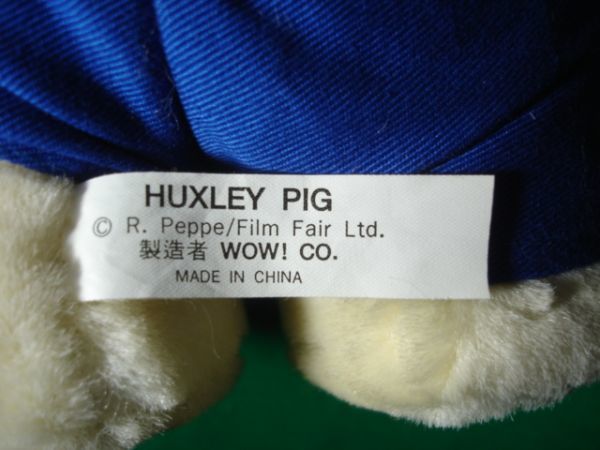 HUXLEY PIG
© R. Peppe/Film Fair Ltd.
製造者 WOW! CO.
MADE IN CHINA